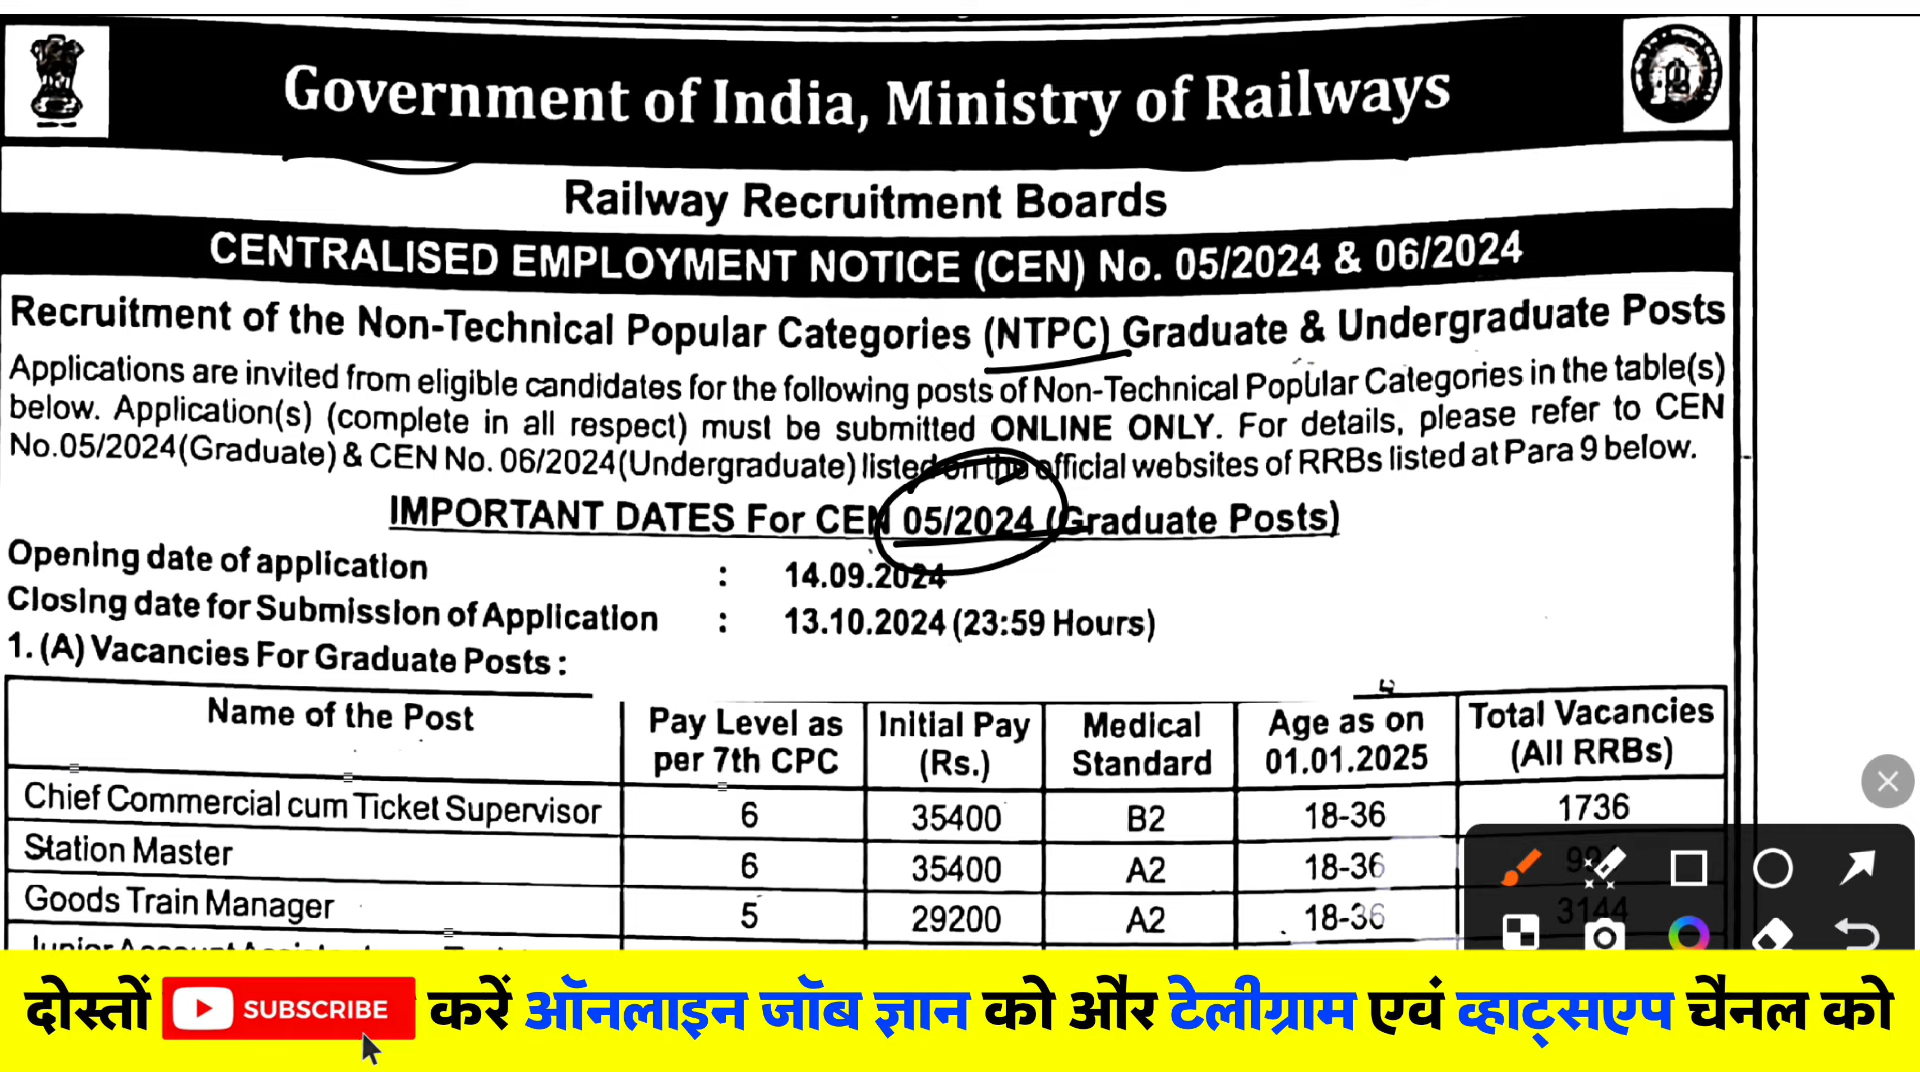 Government of India, Ministry of Railways
Railway Recruitment Boards
CENTRALISED EMPLOYMENT NOTICE (CEN) No. 05/2024 & 06/2024
Recruitment of the Non-Technical Popular Categories (NTPC) Graduate & Undergraduate Posts
Applications are invited from eligible candidates for the following posts of Non-Technical Popular Categories in the table(s)
below. Application(s) (complete in all respect) must be submitted ONLINE ONLY. For details, please refer to CEN
No.05/2024(Graduate) & CEN No. 06/2024(Undergraduate) listed on the official websites of RRBs listed at Para 9 below.
IMPORTANT DATES For CEN 05/2024 (Graduate Posts)
Opening date of application : 14.09.2024
Closing date for Submission of Application : 13.10.2024 (23:59 Hours)
1. (A) Vacancies For Graduate Posts :
Name of the Post Pay Level as per 7th CPC Initial Pay (Rs.) Medical Standard Age as on 01.01.2025 Total Vacancies (All RRBs)
Chief Commercial cum Ticket Supervisor 6 35400 B2 18-36 1736
Station Master 6 35400 A2 18-36
Goods Train Manager 5 29200 A2 18-36 3144
दोस्तों SUBSCRIBE करें ऑनलाइन जॉब ज्ञान को और टेलीग्राम एवं व्हाट्सएप चैनल को